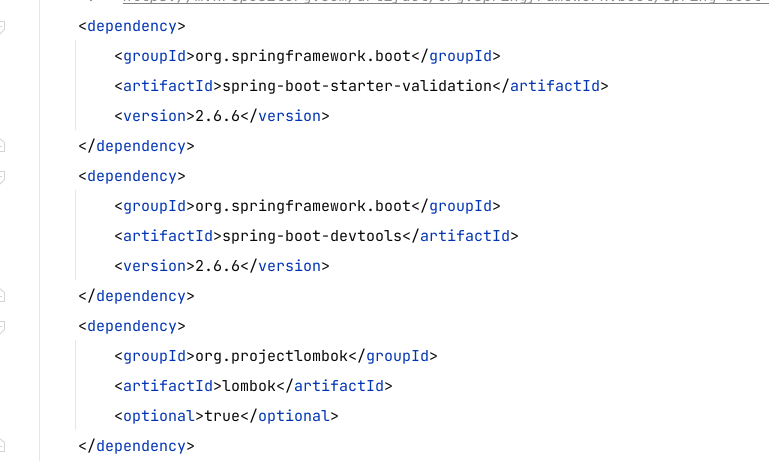 <dependency>
<groupId>org.springframework.boot</groupId>
<artifactId>spring-boot-starter-validation</artifactId>
<version>2.6.6</version>
</dependency>
<dependency>
<groupId>org.springframework.boot</groupId>
<artifactId>spring-boot-devtools</artifactId>
<version>2.6.6</version>
</dependency>
<dependency>
<groupId>org.projectlombok</groupId>
<artifactId>lombok</artifactId>
<optional>true</optional>
</dependency>